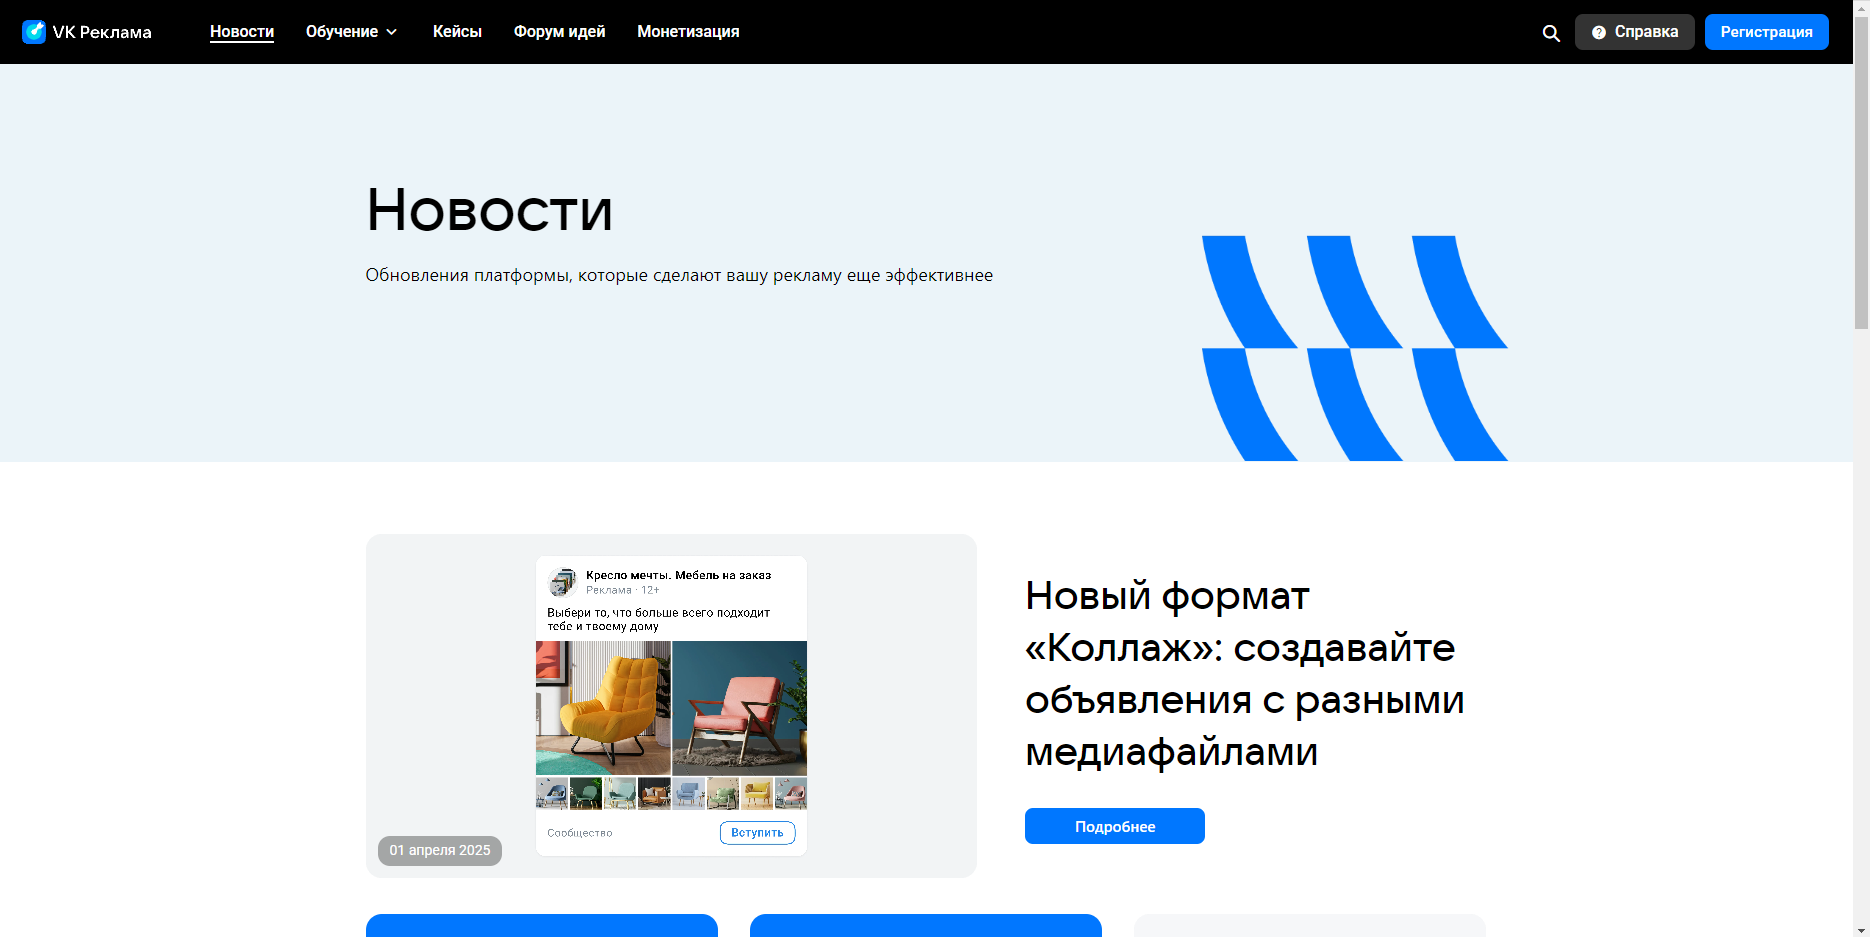 VK Реклама
Новости
Обучение
Кейсы
Форум идей
Монетизация
Справка
Регистрация
Новости
Обновления платформы, которые сделают вашу рекламу еще эффективнее
Кресло мечты. Мебель на заказ
Реклама · 12+
Выбери то, что больше всего подходит
тебе и твоему дому
Сообщество
Вступить
01 апреля 2025
Новый формат
«Коллаж»: создавайте
объявления с разными
медиафайлами
Подробнее